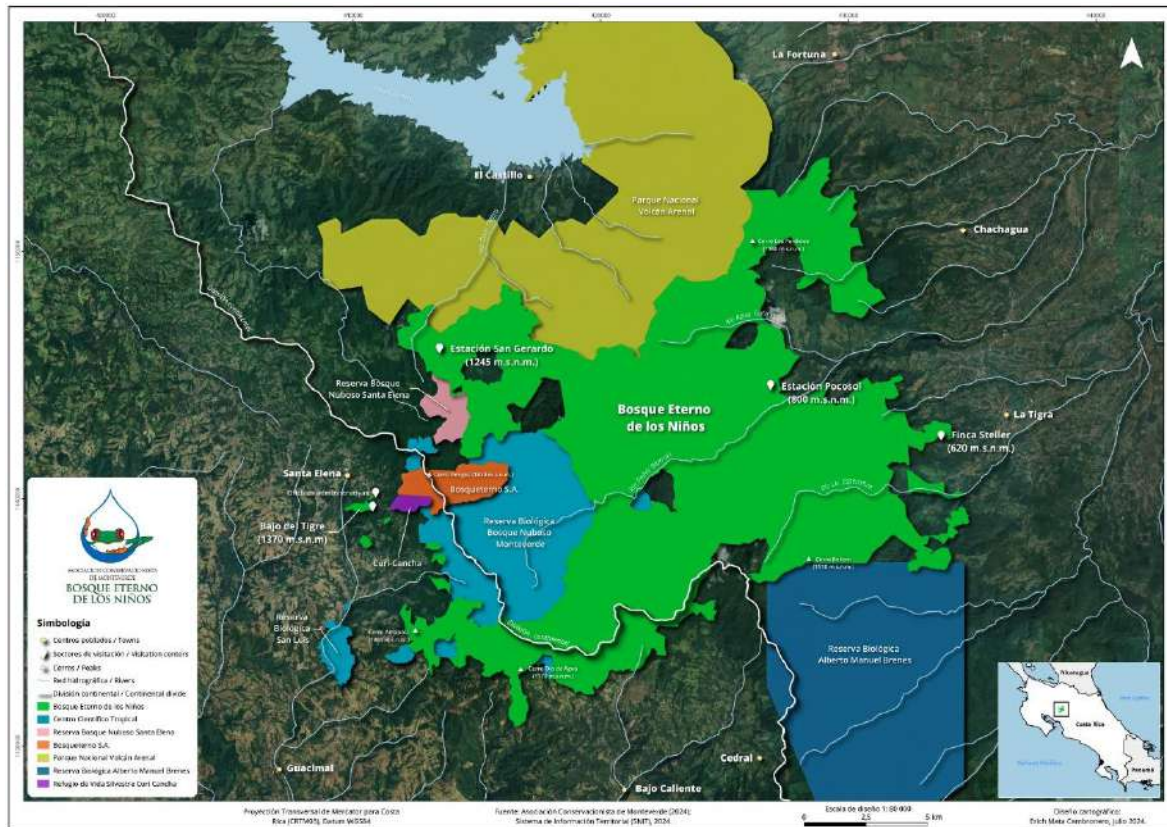 La Fortuna
El Castillo
Parque Nacional
Volcán Arenal
Chachagua
Estación San Gerardo
(1245 m.s.n.m.)
Reserva Bosque
Nuboso Santa Elena
Estación Pocosol
(800 m.s.n.m.)
Bosque Eterno
de los Niños
La Tigra
Finca Steller
(620 m.s.n.m.)
Santa Elena
Bosqueterno S.A.
Bajo del Tigre
(1370 m.s.n.m)
Reserva Biológica
Bosque Nuboso
Monteverde
Curi-Cancha
Reserva
Biológica
San Luis
División continental
Reserva Biológica
Alberto Manuel Brenes
Guacimal
Cedral
Bajo Caliente
ASOCIACIÓN CONSERVACIONISTA
DE MONTEVERDE
BOSQUE ETERNO
DE LOS NIÑOS
Simbología
Centros poblados / Towns
Sectores de visitación / Visitation centers
Cerros / Peaks
Red hidrográfica / Rivers
División continental / Continental divide
Bosque Eterno de los Niños
Centro Científico Tropical
Reserva Bosque Nuboso Santa Elena
Bosqueterno S.A.
Parque Nacional Volcán Arenal
Reserva Biológica Alberto Manuel Brenes
Refugio de Vida Silvestre Curi Cancha
Nicaragua
Costa Rica
Panamá
Proyección Transversal de Mercator para Costa
Rica (CRTM05), Datum WGS84
Fuente: Asociación Conservacionista de Monteverde (2024);
Sistema de Información Territorial (SNIT), 2024.
Escala de diseño 1:80 000
0 2,5 5 km
Diseño cartográfico:
Erich Mata Cambronero, julio 2024.